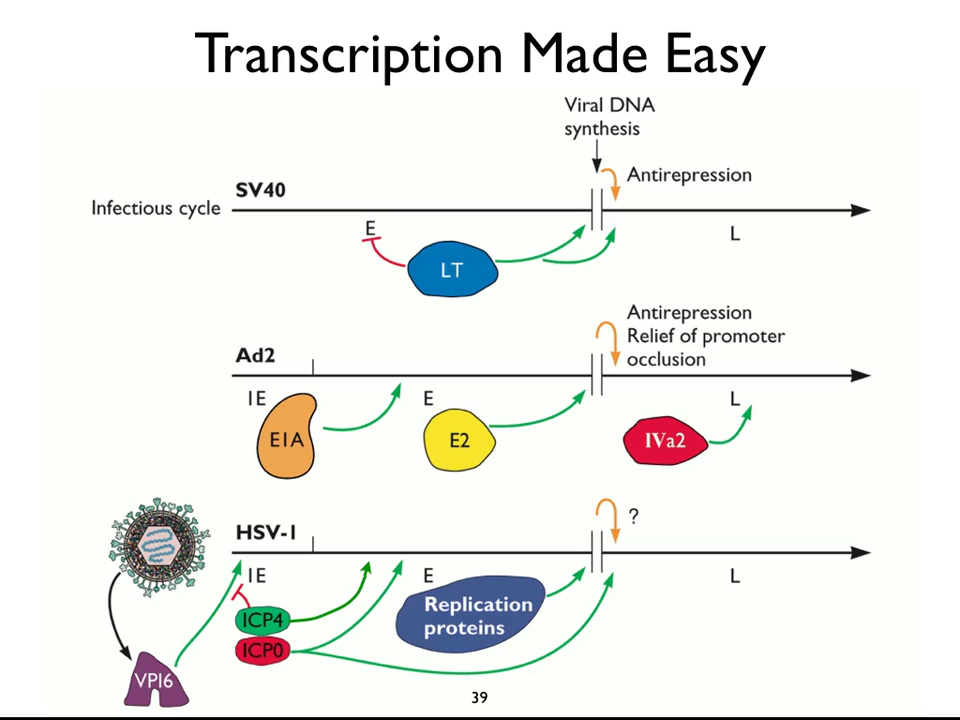 Transcription Made Easy
Viral DNA
synthesis
Antirepression
SV40
Infectious cycle
E
L
LT
Antirepression
Relief of promoter
occlusion
Ad2
IE
E
L
E1A
E2
IVa2
?
HSV-1
IE
E
L
Replication
proteins
ICP4
ICP0
VP16
39